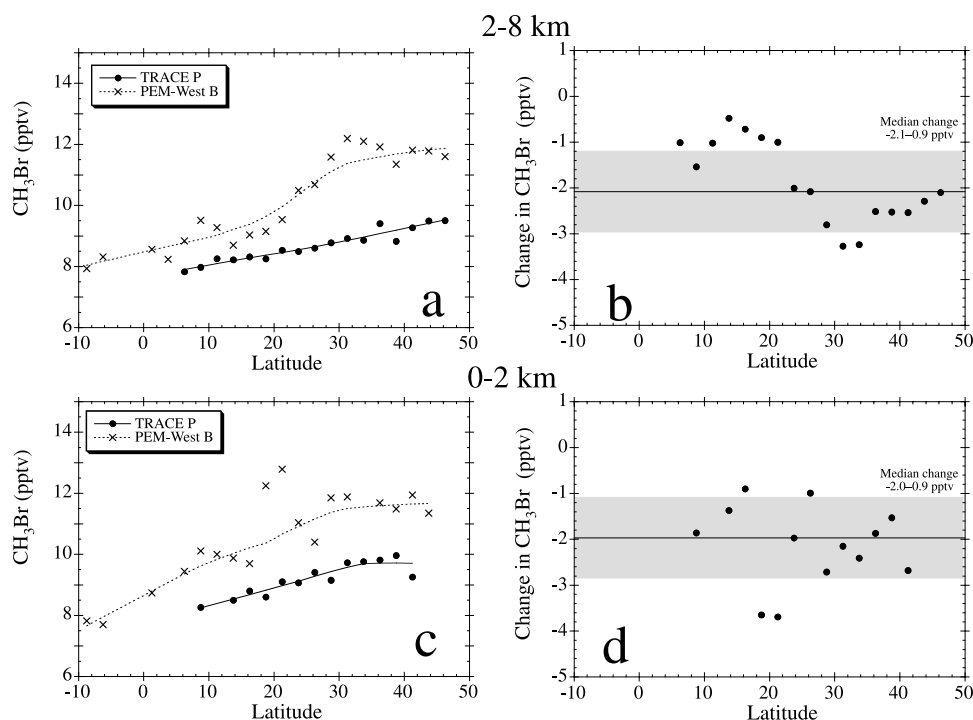 2-8 km
TRACE P
PEM-West B
CH₃Br (pptv)
14
12
10
8
6
-10 0 10 20 30 40 50
Latitude
a
Median change
-2.1–0.9 pptv
Change in CH₃Br (pptv)
1
0
-1
-2
-3
-4
-5
-10 0 10 20 30 40 50
Latitude
b
0-2 km
TRACE P
PEM-West B
CH₃Br (pptv)
14
12
10
8
6
-10 0 10 20 30 40 50
Latitude
c
Median change
-2.0–0.9 pptv
Change in CH₃Br (pptv)
1
0
-1
-2
-3
-4
-5
-10 0 10 20 30 40 50
Latitude
d